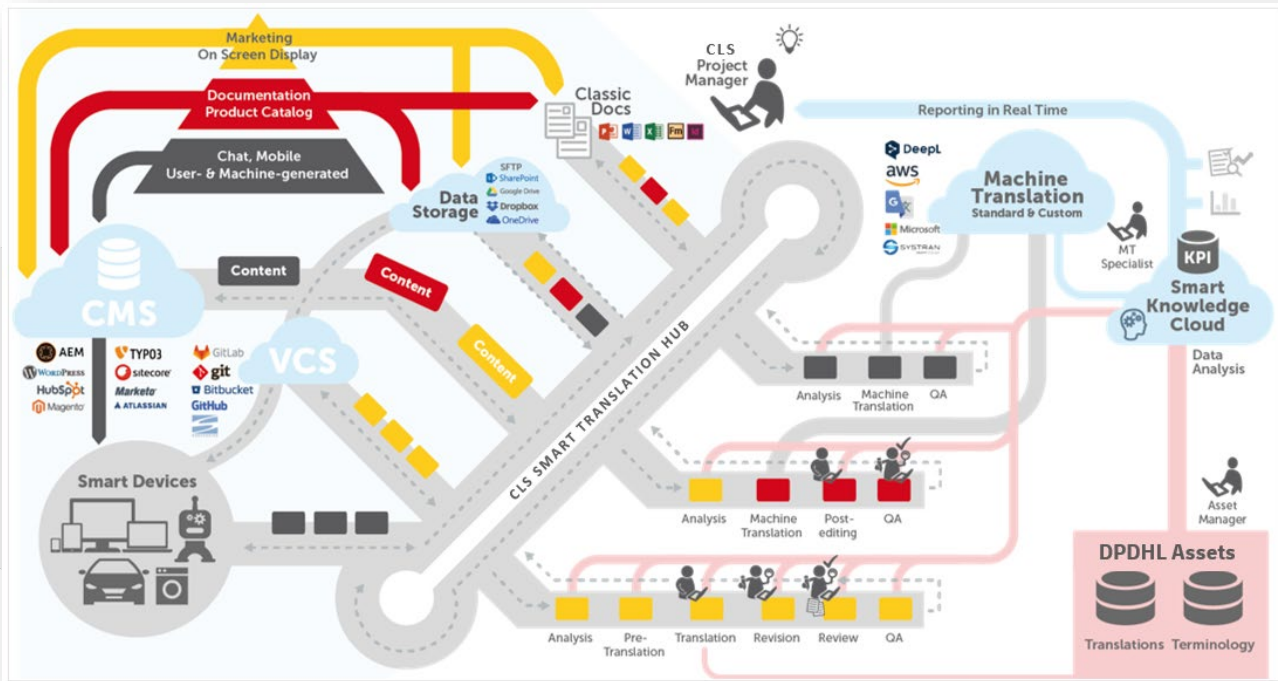 Marketing
On Screen Display
Documentation
Product Catalog
Chat, Mobile
User- & Machine-generated
Classic
Docs
Fm
CLS
Project
Manager
Reporting in Real Time
SFTP
SharePoint
Google Drive
Dropbox
OneDrive
Data
Storage
DeepL
aws
Microsoft
SYSTRAN
Machine
Translation
Standard & Custom
MT
Specialist
KPI
Smart
Knowledge
Cloud
Data
Analysis
CMS
Content
Content
Content
VCS
AEM
WORDPRESS
HubSpot
Magento
TYPO3
sitecore
Marketo
ATLASSIAN
GitLab
git
Bitbucket
GitHub
CLS SMART TRANSLATION HUB
Smart Devices
Analysis
Machine
Translation
QA
Analysis
Machine
Translation
Post-
editing
QA
Analysis
Pre-
Translation
Translation
Revision
Review
QA
Asset
Manager
DPDHL Assets
Translations
Terminology